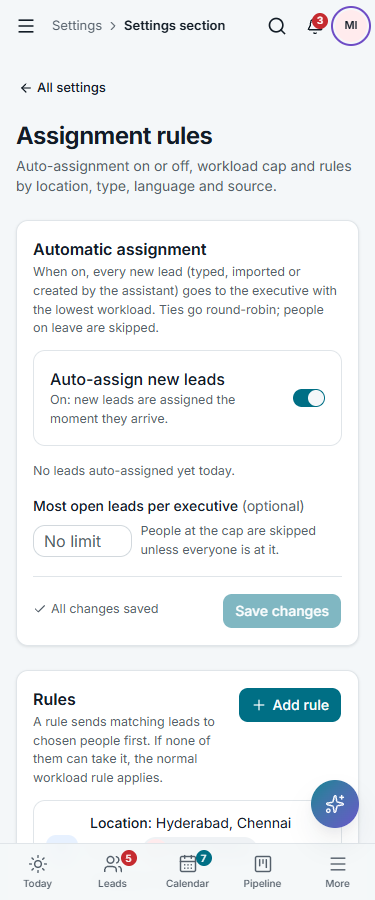 Settings > Settings section
3
MI
← All settings
Assignment rules
Auto-assignment on or off, workload cap and rules
by location, type, language and source.
Automatic assignment
When on, every new lead (typed, imported or
created by the assistant) goes to the executive with
the lowest workload. Ties go round-robin; people
on leave are skipped.
Auto-assign new leads
On: new leads are assigned the
moment they arrive.
No leads auto-assigned yet today.
Most open leads per executive (optional)
No limit
People at the cap are skipped
unless everyone is at it.
All changes saved
Save changes
Rules
+ Add rule
A rule sends matching leads to
chosen people first. If none of
them can take it, the normal
workload rule applies.
Location: Hyderabad, Chennai
5
7
Today
Leads
Calendar
Pipeline
More